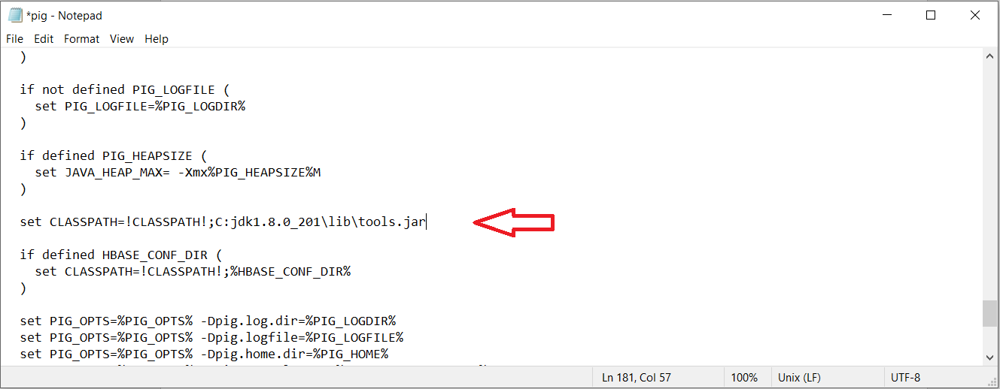 *pig - Notepad
File Edit Format View Help
)
if not defined PIG_LOGFILE (
set PIG_LOGFILE=%PIG_LOGDIR%
)
if defined PIG_HEAPSIZE (
set JAVA_HEAP_MAX= -Xmx%PIG_HEAPSIZE%M
)
set CLASSPATH=!CLASSPATH!;C:jdk1.8.0_201\lib\tools.jar
if defined HBASE_CONF_DIR (
set CLASSPATH=!CLASSPATH!;%HBASE_CONF_DIR%
)
set PIG_OPTS=%PIG_OPTS% -Dpig.log.dir=%PIG_LOGDIR%
set PIG_OPTS=%PIG_OPTS% -Dpig.logfile=%PIG_LOGFILE%
set PIG_OPTS=%PIG_OPTS% -Dpig.home.dir=%PIG_HOME%
Ln 181, Col 57 100% Unix (LF) UTF-8